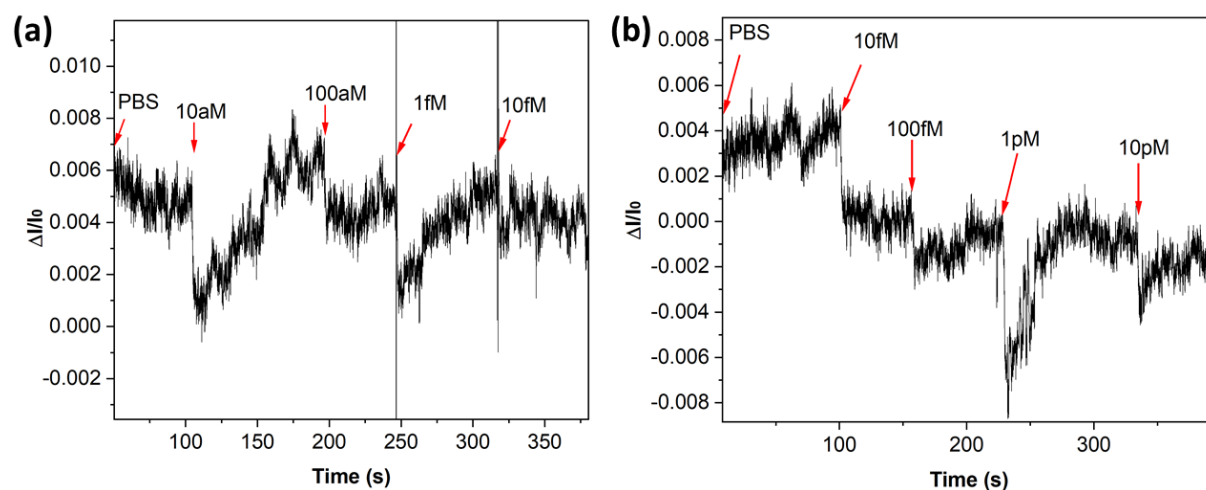 (a)
0.010
0.008
0.006
0.004
0.002
0.000
-0.002
ΔI/I₀
PBS
10aM
100aM
1fM
10fM
100 150 200 250 300 350
Time (s)
(b)
0.008
0.006
0.004
0.002
0.000
-0.002
-0.004
-0.006
-0.008
ΔI/I₀
PBS
10fM
100fM
1pM
10pM
100 200 300
Time (s)